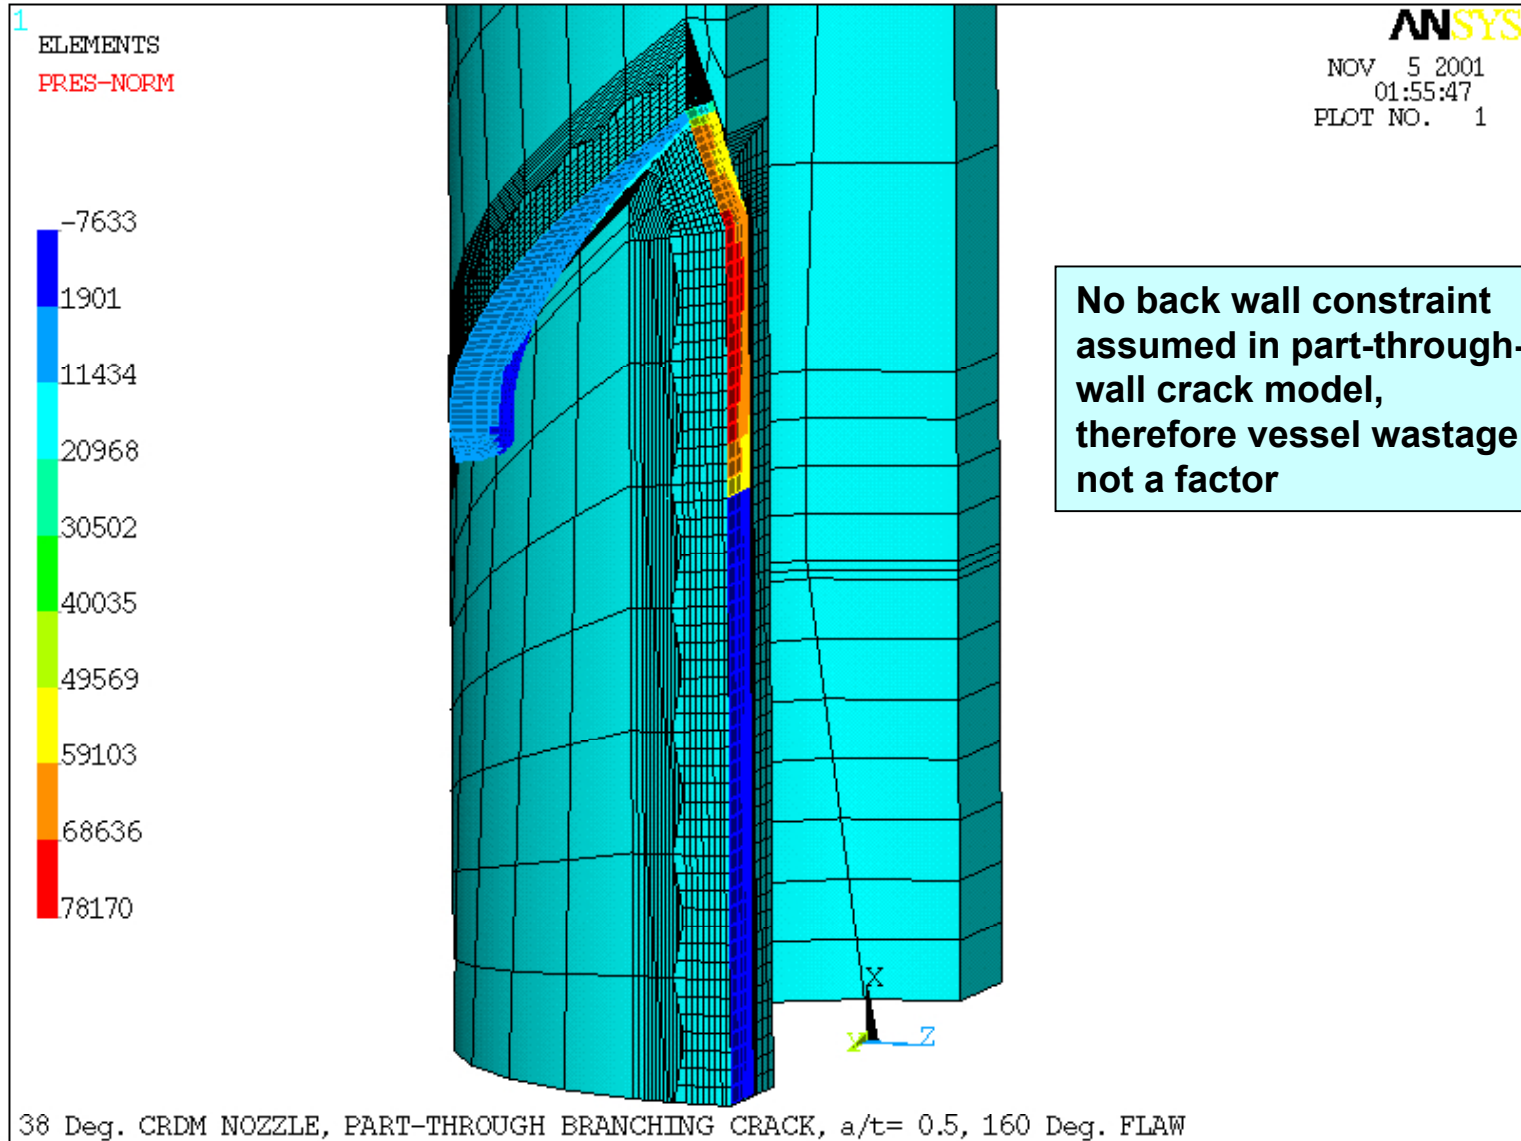 1
ELEMENTS
PRES-NORM
ANSYS
NOV 5 2001
01:55:47
PLOT NO. 1
-7633
1901
11434
20968
30502
40035
49569
59103
68636
78170
No back wall constraint
assumed in part-through-
wall crack model,
therefore vessel wastage
not a factor
X
Y
Z
38 Deg. CRDM NOZZLE, PART-THROUGH BRANCHING CRACK, a/t= 0.5, 160 Deg. FLAW